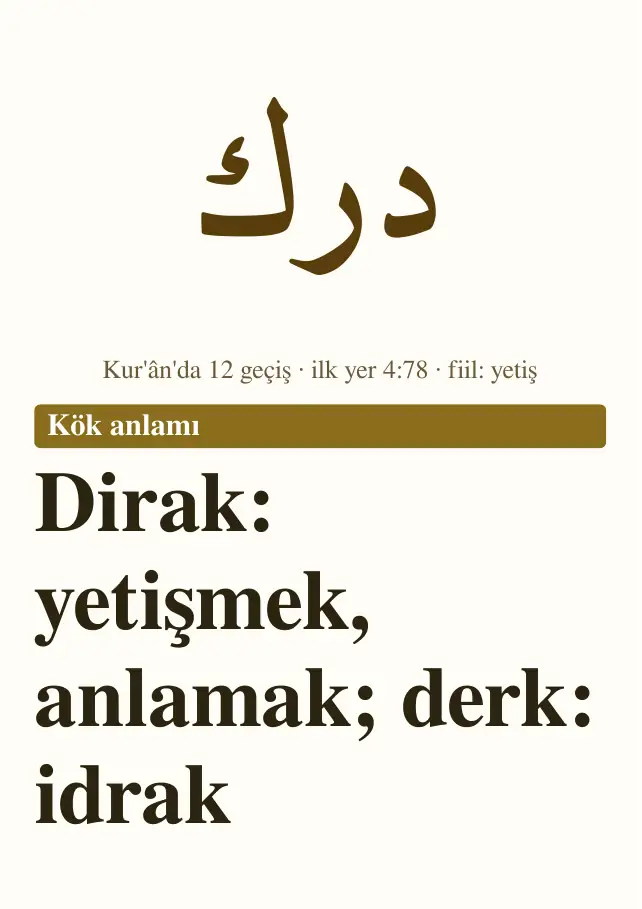 درك
Kur'ân'da 12 geçiş · ilk yer 4:78 · fiil: yetiş
Kök anlamı
Dirak:
yetişmek,
anlamak; derk:
idrak